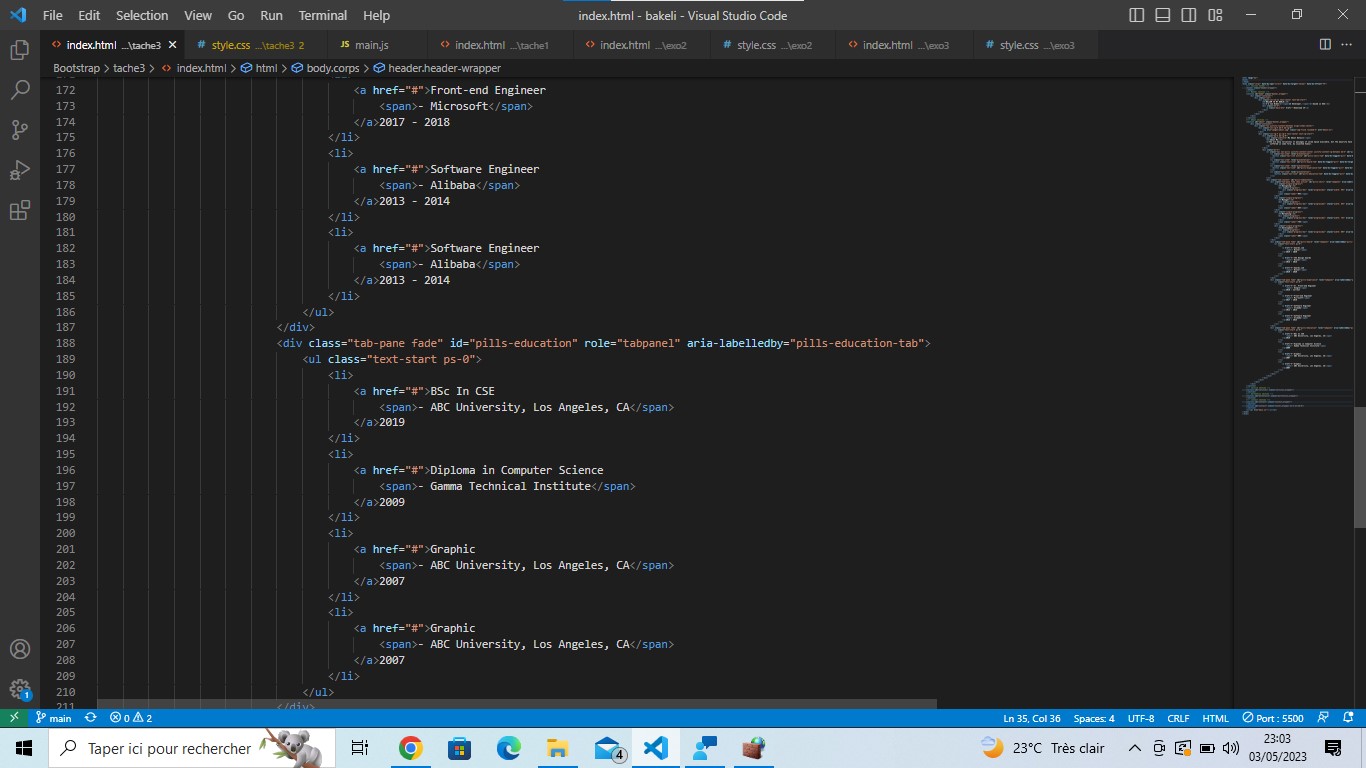 File Edit Selection View Go Run Terminal Help index.html - bakeli - Visual Studio Code
index.html ...\tache3 style.css ...\tache3 2 JS main.js index.html ...\tache1 index.html ...\exo2 style.css ...\exo2 index.html ...\exo3 style.css ...\exo3
Bootstrap > tache3 > index.html > html > body.corps > header.header-wrapper
172 <a href="#">Front-end Engineer
173 <span>- Microsoft</span>
174 </a>2017 - 2018
175 </li>
176 <li>
177 <a href="#">Software Engineer
178 <span>- Alibaba</span>
179 </a>2013 - 2014
180 </li>
181 <li>
182 <a href="#">Software Engineer
183 <span>- Alibaba</span>
184 </a>2013 - 2014
185 </li>
186 </ul>
187 </div>
188 <div class="tab-pane fade" id="pills-education" role="tabpanel" aria-labelledby="pills-education-tab">
189 <ul class="text-start ps-0">
190 <li>
191 <a href="#">BSc In CSE
192 <span>- ABC University, Los Angeles, CA</span>
193 </a>2019
194 </li>
195 <li>
196 <a href="#">Diploma in Computer Science
197 <span>- Gamma Technical Institute</span>
198 </a>2009
199 </li>
200 <li>
201 <a href="#">Graphic
202 <span>- ABC University, Los Angeles, CA</span>
203 </a>2007
204 </li>
205 <li>
206 <a href="#">Graphic
207 <span>- ABC University, Los Angeles, CA</span>
208 </a>2007
209 </li>
210 </ul>
211 </div>
main 0 2 Ln 35, Col 36 Spaces: 4 UTF-8 CRLF HTML Port : 5500
1
Taper ici pour rechercher 4 23°C Très clair 23:03
03/05/2023